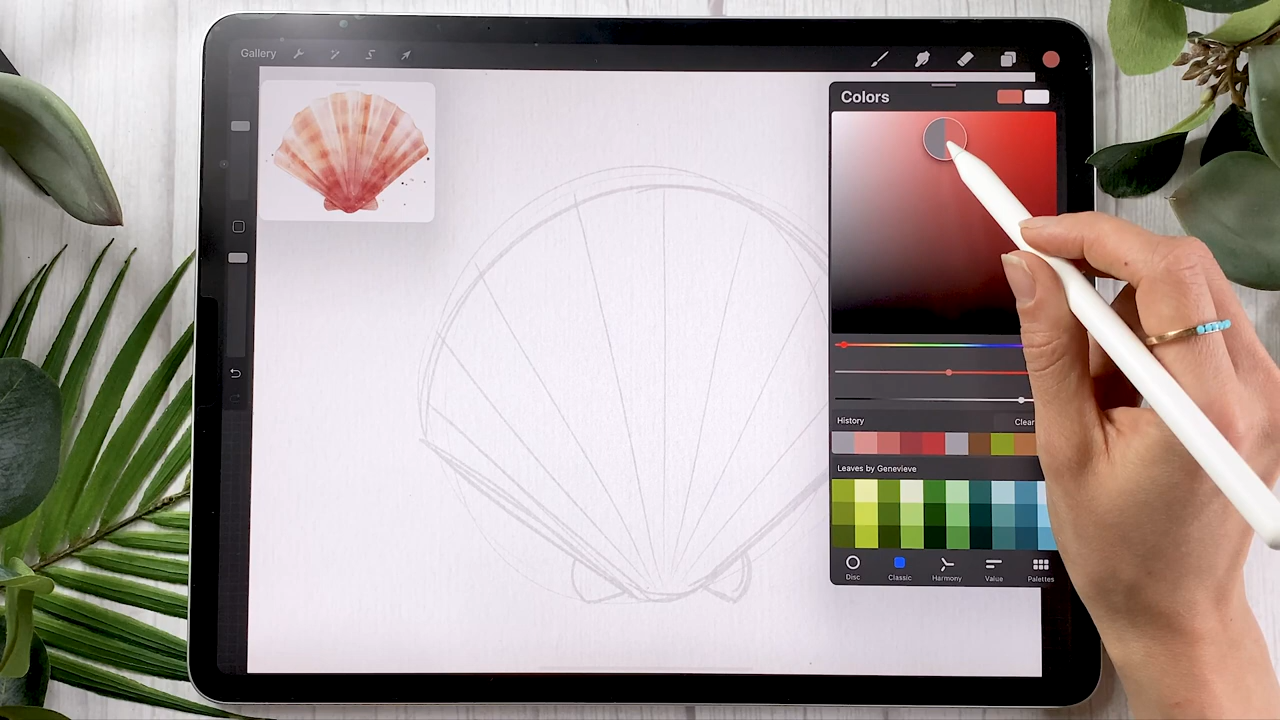 Gallery
Colors
History
Clear
Leaves by Genevieve
Disc
Classic
Harmony
Value
Palettes